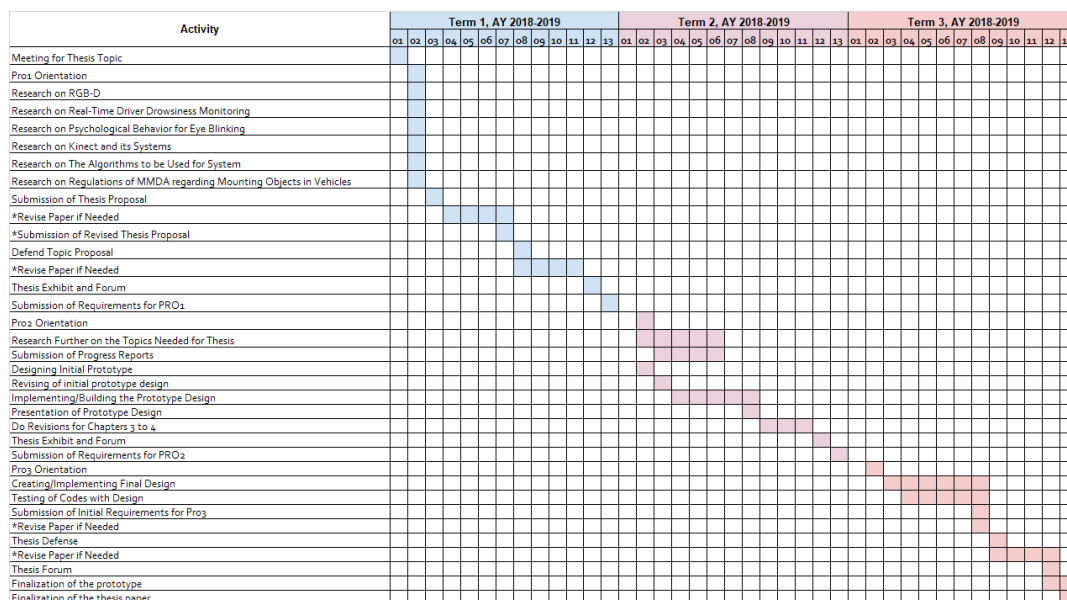 Activity
Term 1, AY 2018-2019
Term 2, AY 2018-2019
Term 3, AY 2018-2019
01 02 03 04 05 06 07 08 09 10 11 12 13 01 02 03 04 05 06 07 08 09 10 11 12 13 01 02 03 04 05 06 07 08 09 10 11 12
Meeting for Thesis Topic
Pro1 Orientation
Research on RGB-D
Research on Real-Time Driver Drowsiness Monitoring
Research on Psychological Behavior for Eye Blinking
Research on Kinect and its Systems
Research on The Algorithms to be Used for System
Research on Regulations of MMDA regarding Mounting Objects in Vehicles
Submission of Thesis Proposal
*Revise Paper if Needed
*Submission of Revised Thesis Proposal
Defend Topic Proposal
*Revise Paper if Needed
Thesis Exhibit and Forum
Submission of Requirements for PRO1
Pro2 Orientation
Research Further on the Topics Needed for Thesis
Submission of Progress Reports
Designing Initial Prototype
Revising of initial prototype design
Implementing/Building the Prototype Design
Presentation of Prototype Design
Do Revisions for Chapters 3 to 4
Thesis Exhibit and Forum
Submission of Requirements for PRO2
Pro3 Orientation
Creating/Implementing Final Design
Testing of Codes with Design
Submission of Initial Requirements for Pro3
*Revise Paper if Needed
Thesis Defense
*Revise Paper if Needed
Thesis Forum
Finalization of the prototype
Finalization of the thesis paper